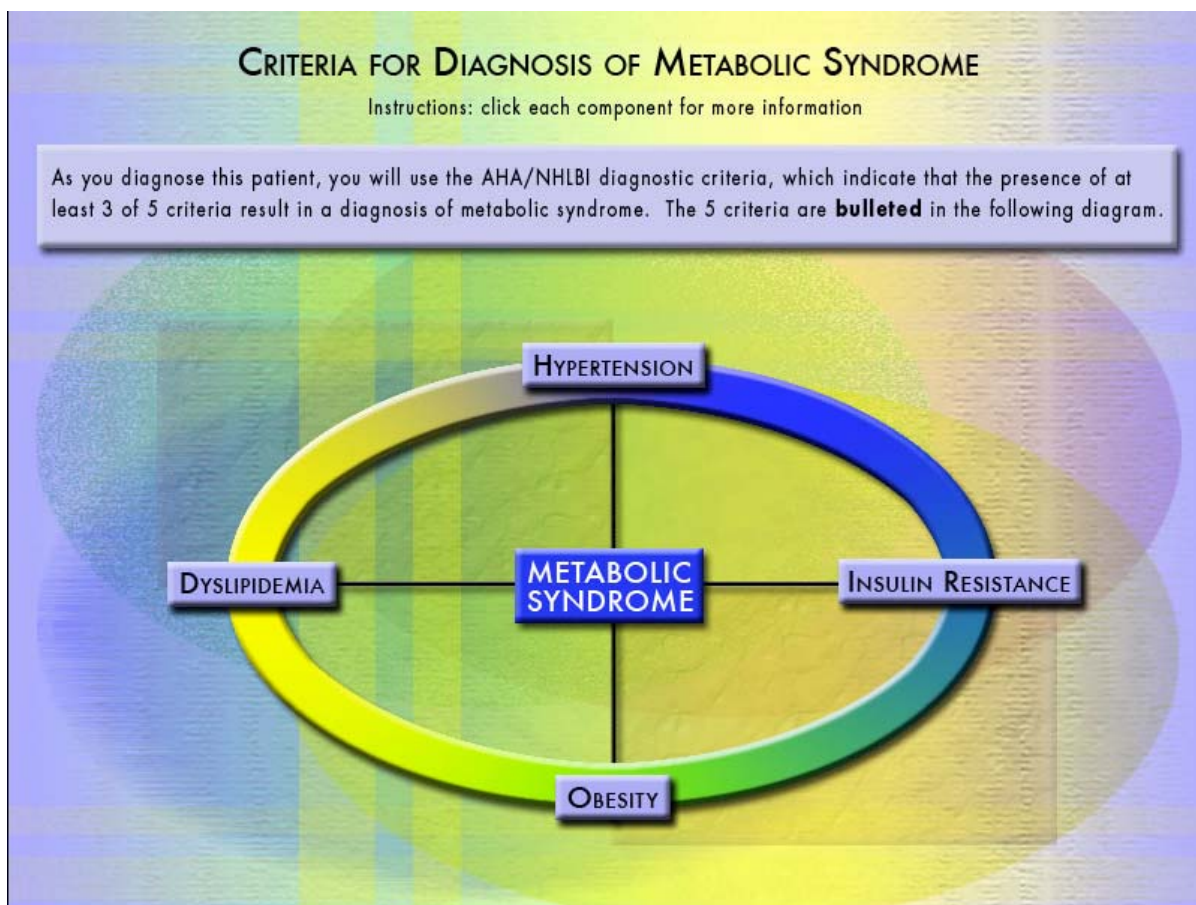 CRITERIA FOR DIAGNOSIS OF METABOLIC SYNDROME
Instructions: click each component for more information
As you diagnose this patient, you will use the AHA/NHLBI diagnostic criteria, which indicate that the presence of at
least 3 of 5 criteria result in a diagnosis of metabolic syndrome. The 5 criteria are bulleted in the following diagram.
HYPERTENSION
DYSLIPIDEMIA
METABOLIC
SYNDROME
INSULIN RESISTANCE
OBESITY